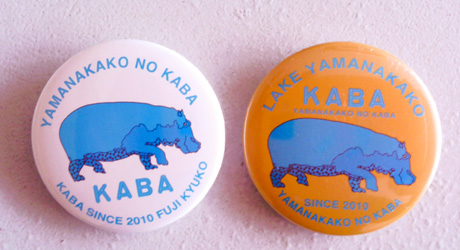 YAMANAKAKO NO KABA
KABA
KABA SINCE 2010 FUJI KYUKO
LAKE YAMANAKAKO
KABA
YAMANAKAKO NO KABA
SINCE 2010
YAMANAKAKO NO KABA